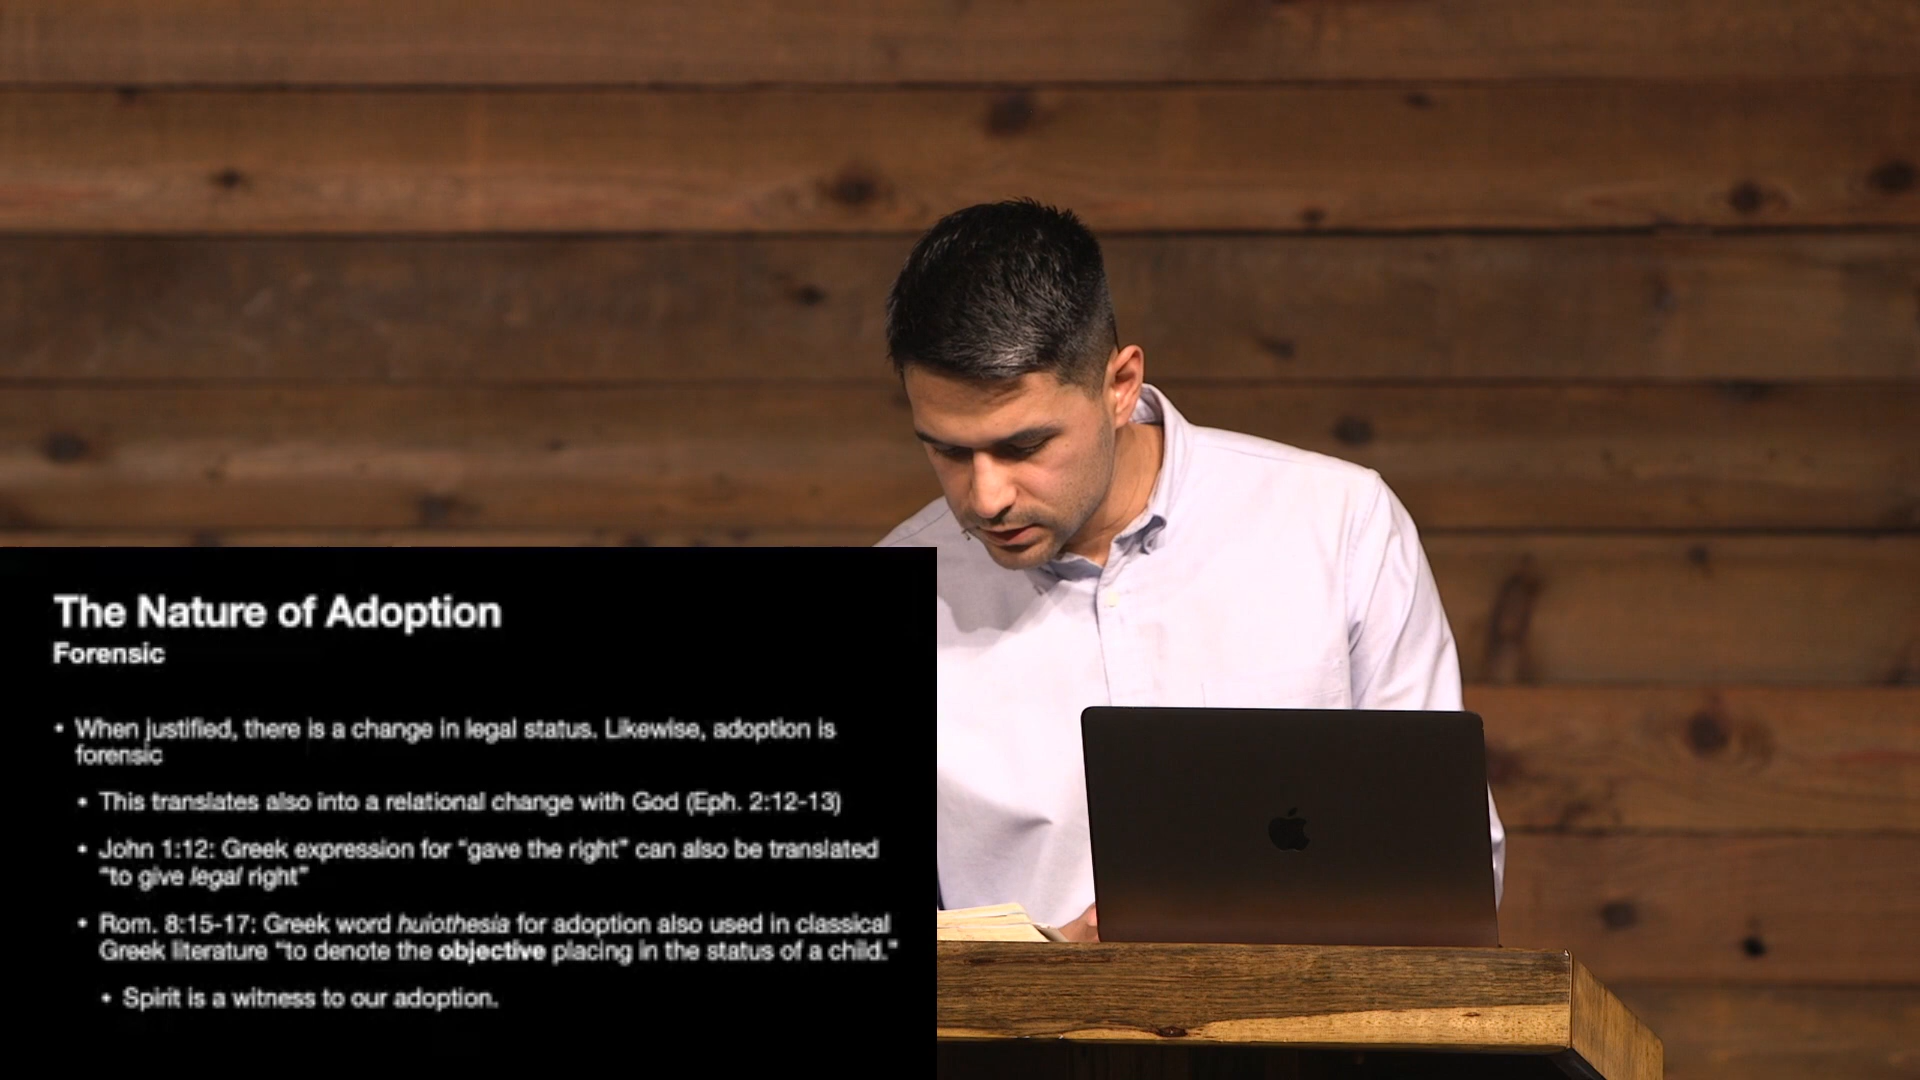 The Nature of Adoption
Forensic
• When justified, there is a change in legal status. Likewise, adoption is
forensic
• This translates also into a relational change with God (Eph. 2:12-13)
• John 1:12: Greek expression for “gave the right” can also be translated
“to give legal right”
• Rom. 8:15-17: Greek word huiothesia for adoption also used in classical
Greek literature “to denote the objective placing in the status of a child.”
• Spirit is a witness to our adoption.